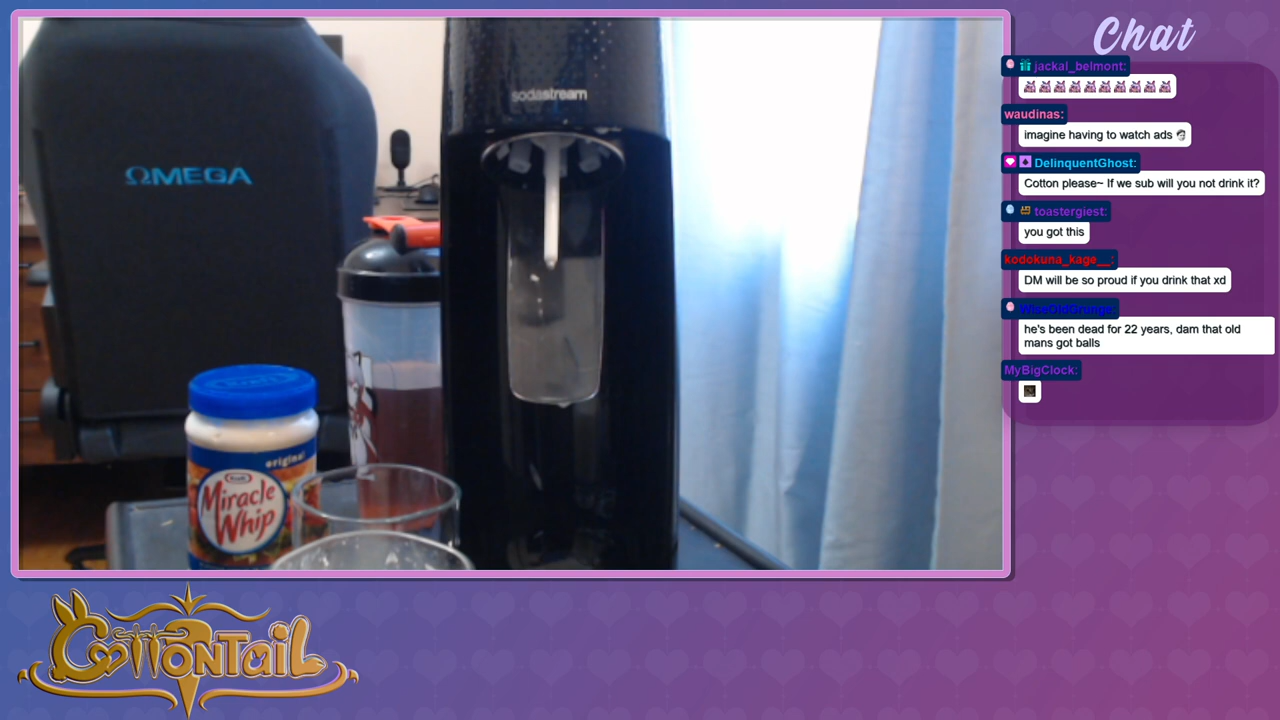 Chat
jackal_belmont:
waudinas:
imagine having to watch ads
DelinquentGhost:
Cotton please~ If we sub will you not drink it?
toastergiest:
you got this
kodokuna_kage__:
DM will be so proud if you drink that xd
WiseOldGrunge:
he's been dead for 22 years, dam that old
mans got balls
MyBigClock:
sodastream
ΩMEGA
Kraft
original
Kraft
Miracle
Whip
CottonTail